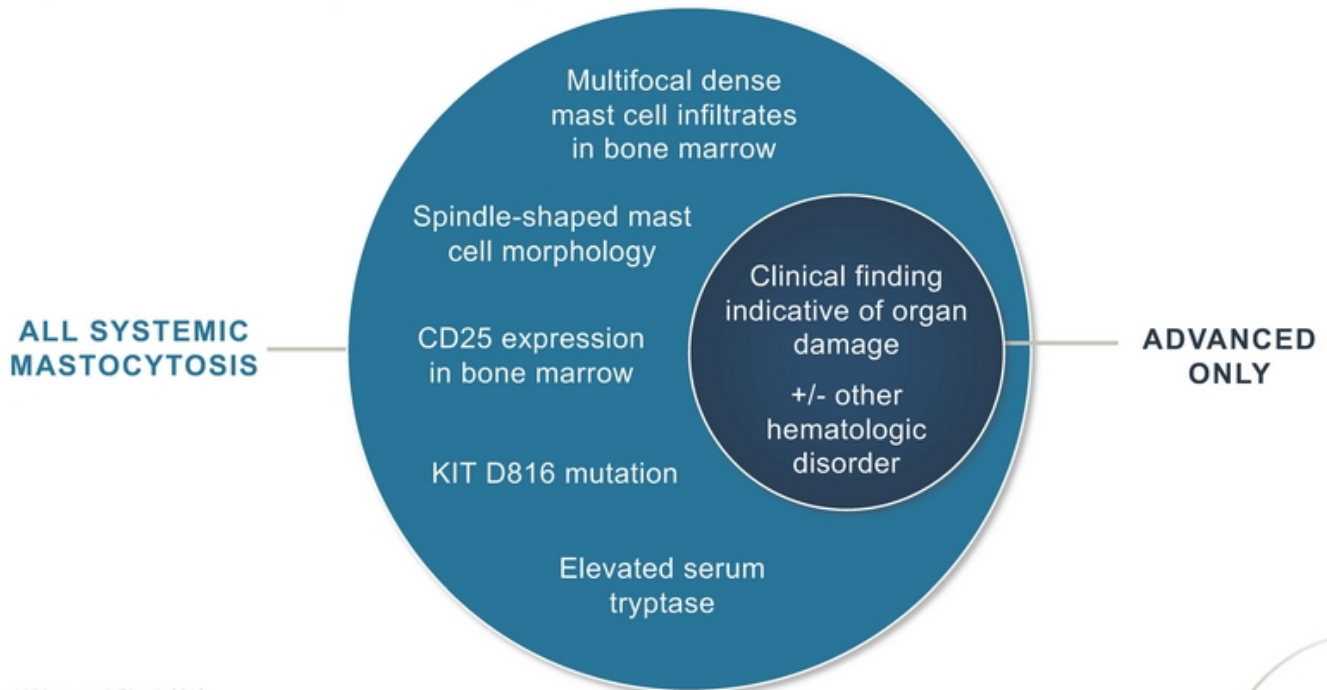 Multifocal dense
mast cell infiltrates
in bone marrow
Spindle-shaped mast
cell morphology
CD25 expression
in bone marrow
KIT D816 mutation
Elevated serum
tryptase
Clinical finding
indicative of organ
damage
+/- other
hematologic
disorder
ALL SYSTEMIC
MASTOCYTOSIS
ADVANCED
ONLY